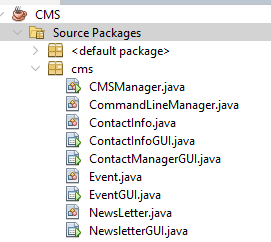 CMS
Source Packages
<default package>
cms
CMSManager.java
CommandLineManager.java
ContactInfo.java
ContactInfoGUI.java
ContactManagerGUI.java
Event.java
EventGUI.java
NewsLetter.java
NewsletterGUI.java